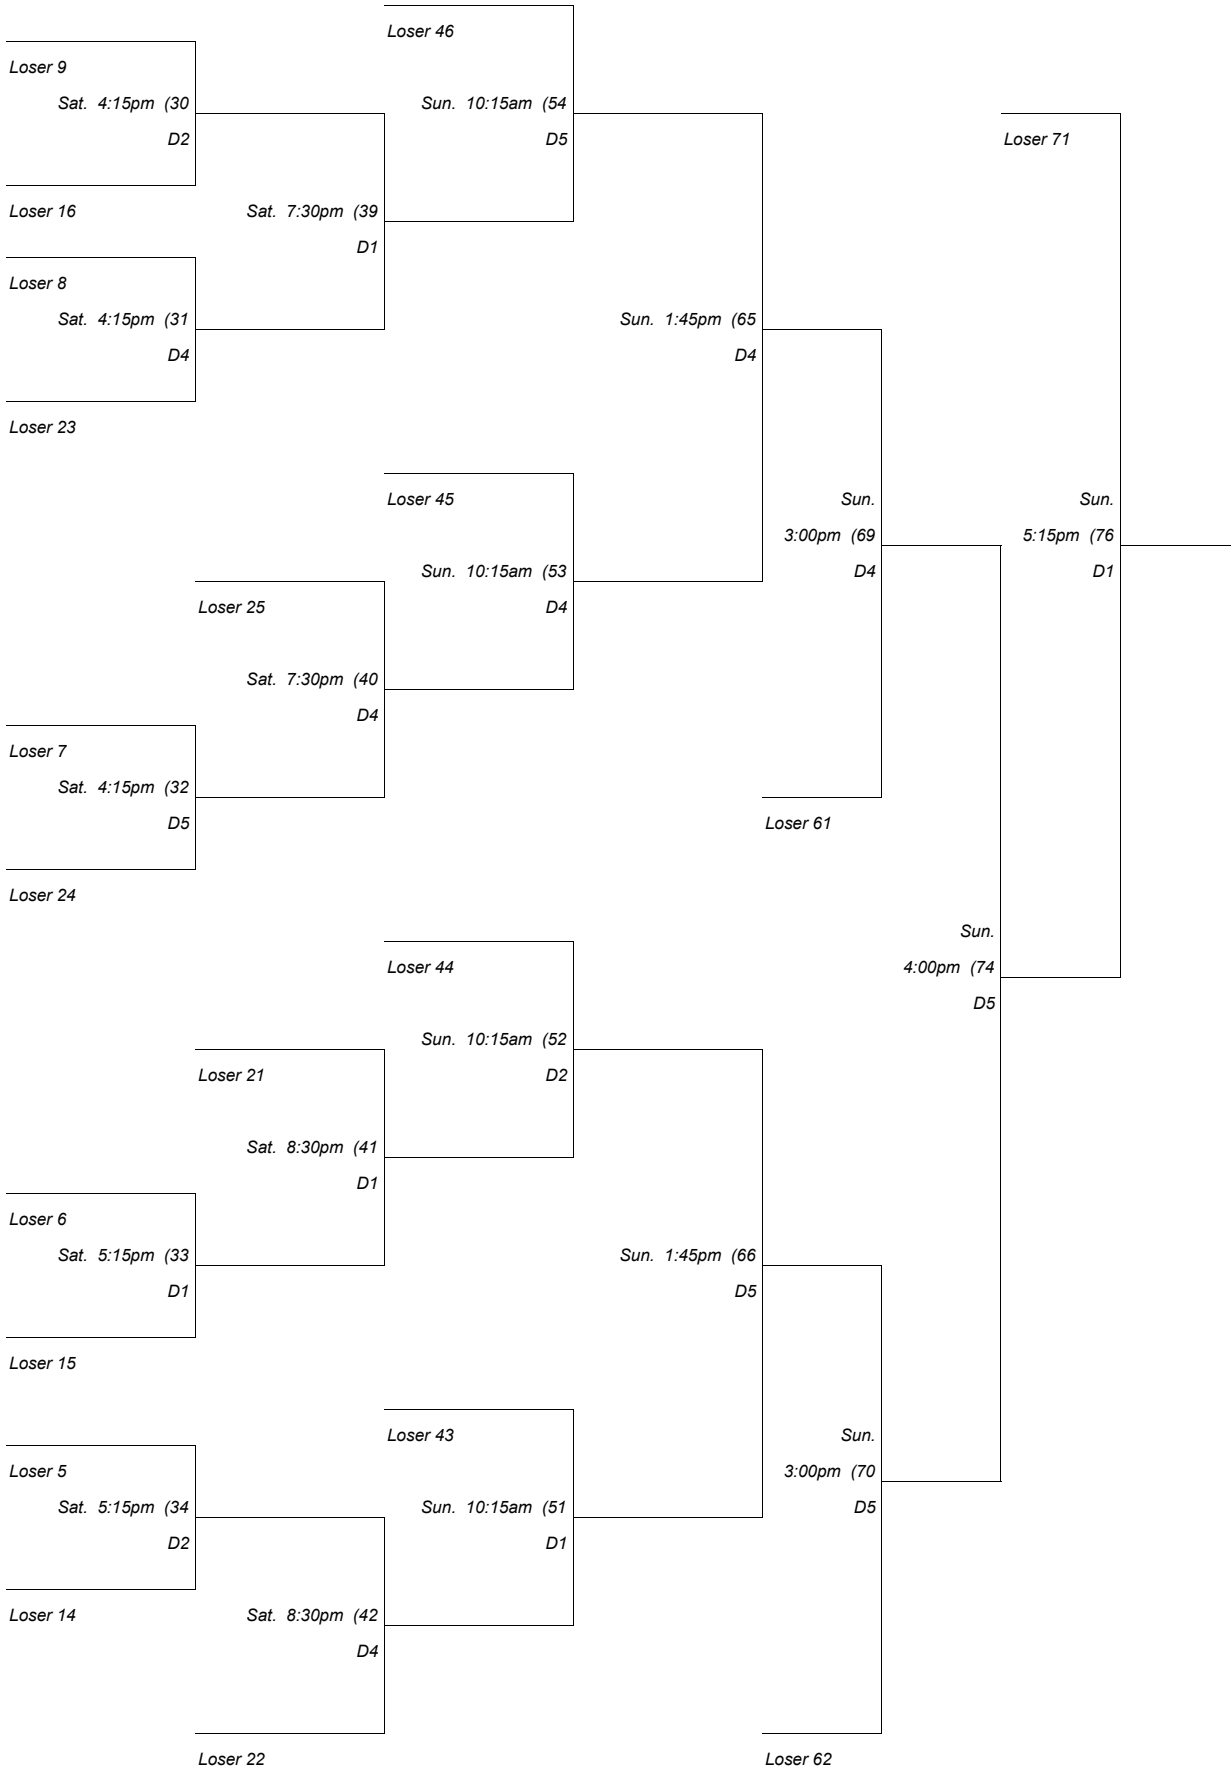 Loser 46
Loser 9
Sat. 4:15pm (30
D2
Sun. 10:15am (54
D5
Loser 71
Loser 16
Sat. 7:30pm (39
D1
Loser 8
Sat. 4:15pm (31
D4
Sun. 1:45pm (65
D4
Loser 23
Loser 45
Sun.
3:00pm (69
D4
Sun.
5:15pm (76
D1
Sun. 10:15am (53
D4
Loser 25
Sat. 7:30pm (40
D4
Loser 7
Sat. 4:15pm (32
D5
Loser 61
Loser 24
Sun.
4:00pm (74
D5
Loser 44
Sun. 10:15am (52
D2
Loser 21
Sat. 8:30pm (41
D1
Loser 6
Sat. 5:15pm (33
D1
Sun. 1:45pm (66
D5
Loser 15
Loser 43
Sun.
3:00pm (70
D5
Loser 5
Sat. 5:15pm (34
D2
Sun. 10:15am (51
D1
Loser 14
Sat. 8:30pm (42
D4
Loser 22
Loser 62